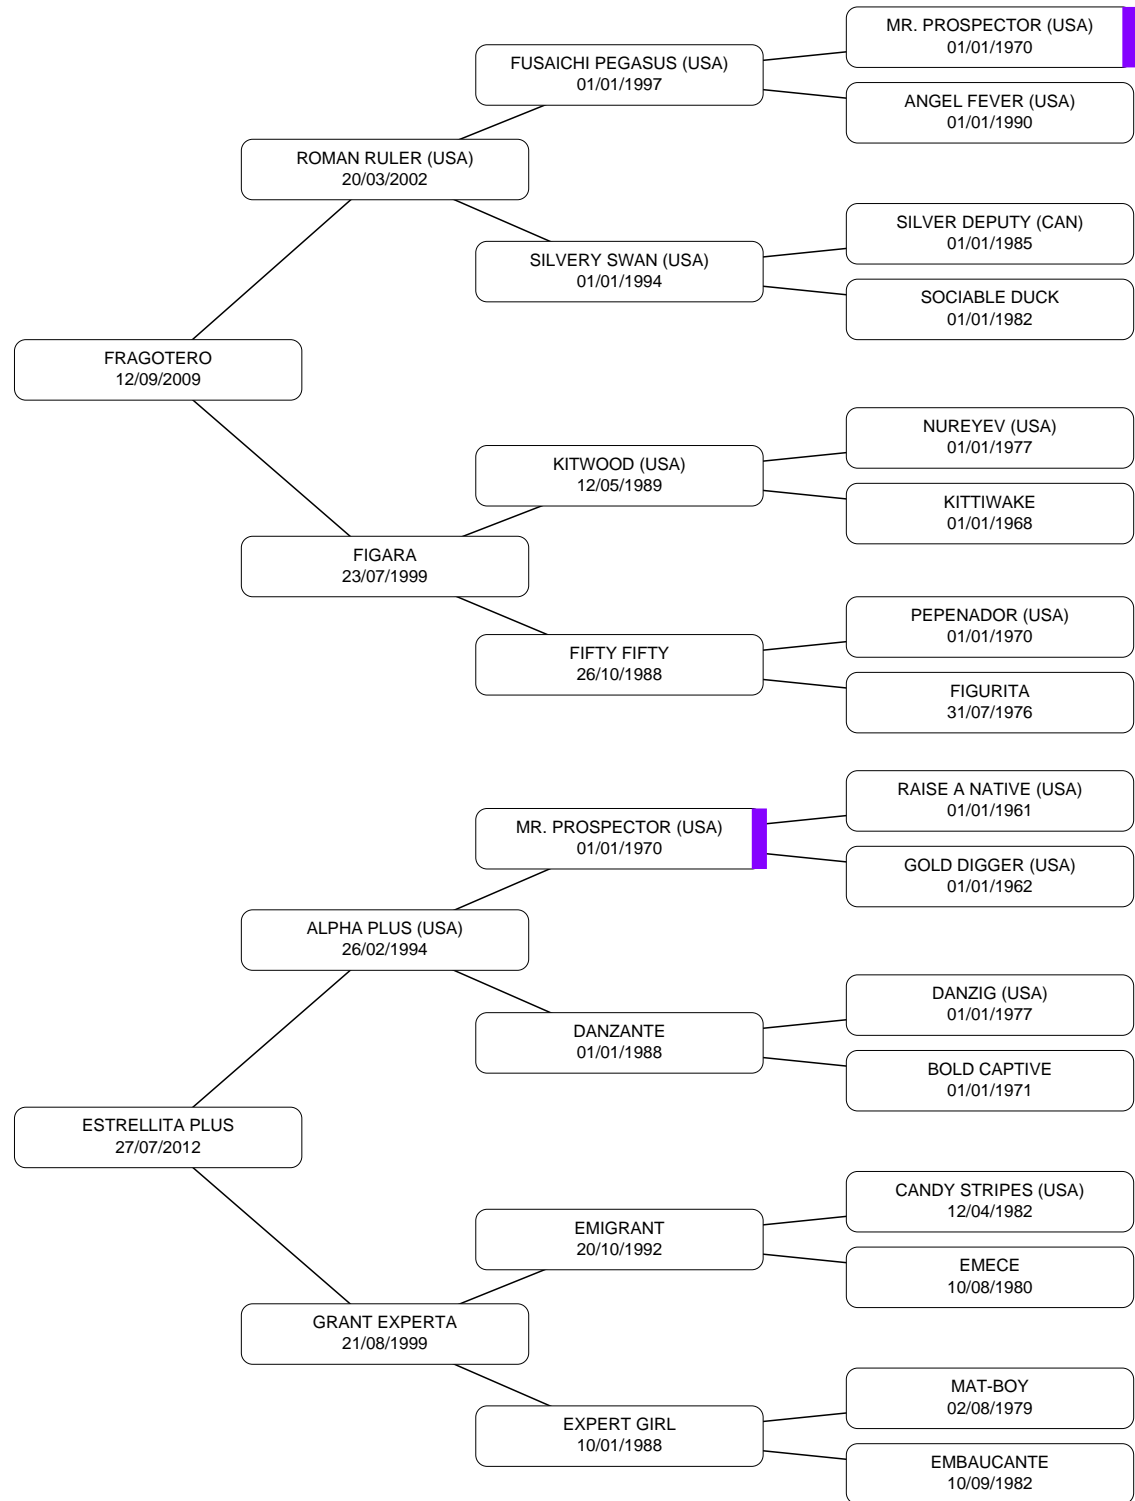 MR. PROSPECTOR (USA)
01/01/1970
FUSAICHI PEGASUS (USA)
01/01/1997
ANGEL FEVER (USA)
01/01/1990
ROMAN RULER (USA)
20/03/2002
SILVER DEPUTY (CAN)
01/01/1985
SILVERY SWAN (USA)
01/01/1994
SOCIABLE DUCK
01/01/1982
FRAGOTERO
12/09/2009
NUREYEV (USA)
01/01/1977
KITWOOD (USA)
12/05/1989
KITTIWAKE
01/01/1968
FIGARA
23/07/1999
PEPENADOR (USA)
01/01/1970
FIFTY FIFTY
26/10/1988
FIGURITA
31/07/1976
RAISE A NATIVE (USA)
01/01/1961
MR. PROSPECTOR (USA)
01/01/1970
GOLD DIGGER (USA)
01/01/1962
ALPHA PLUS (USA)
26/02/1994
DANZIG (USA)
01/01/1977
DANZANTE
01/01/1988
BOLD CAPTIVE
01/01/1971
ESTRELLITA PLUS
27/07/2012
CANDY STRIPES (USA)
12/04/1982
EMIGRANT
20/10/1992
EMECE
10/08/1980
GRANT EXPERTA
21/08/1999
MAT-BOY
02/08/1979
EXPERT GIRL
10/01/1988
EMBAUCANTE
10/09/1982